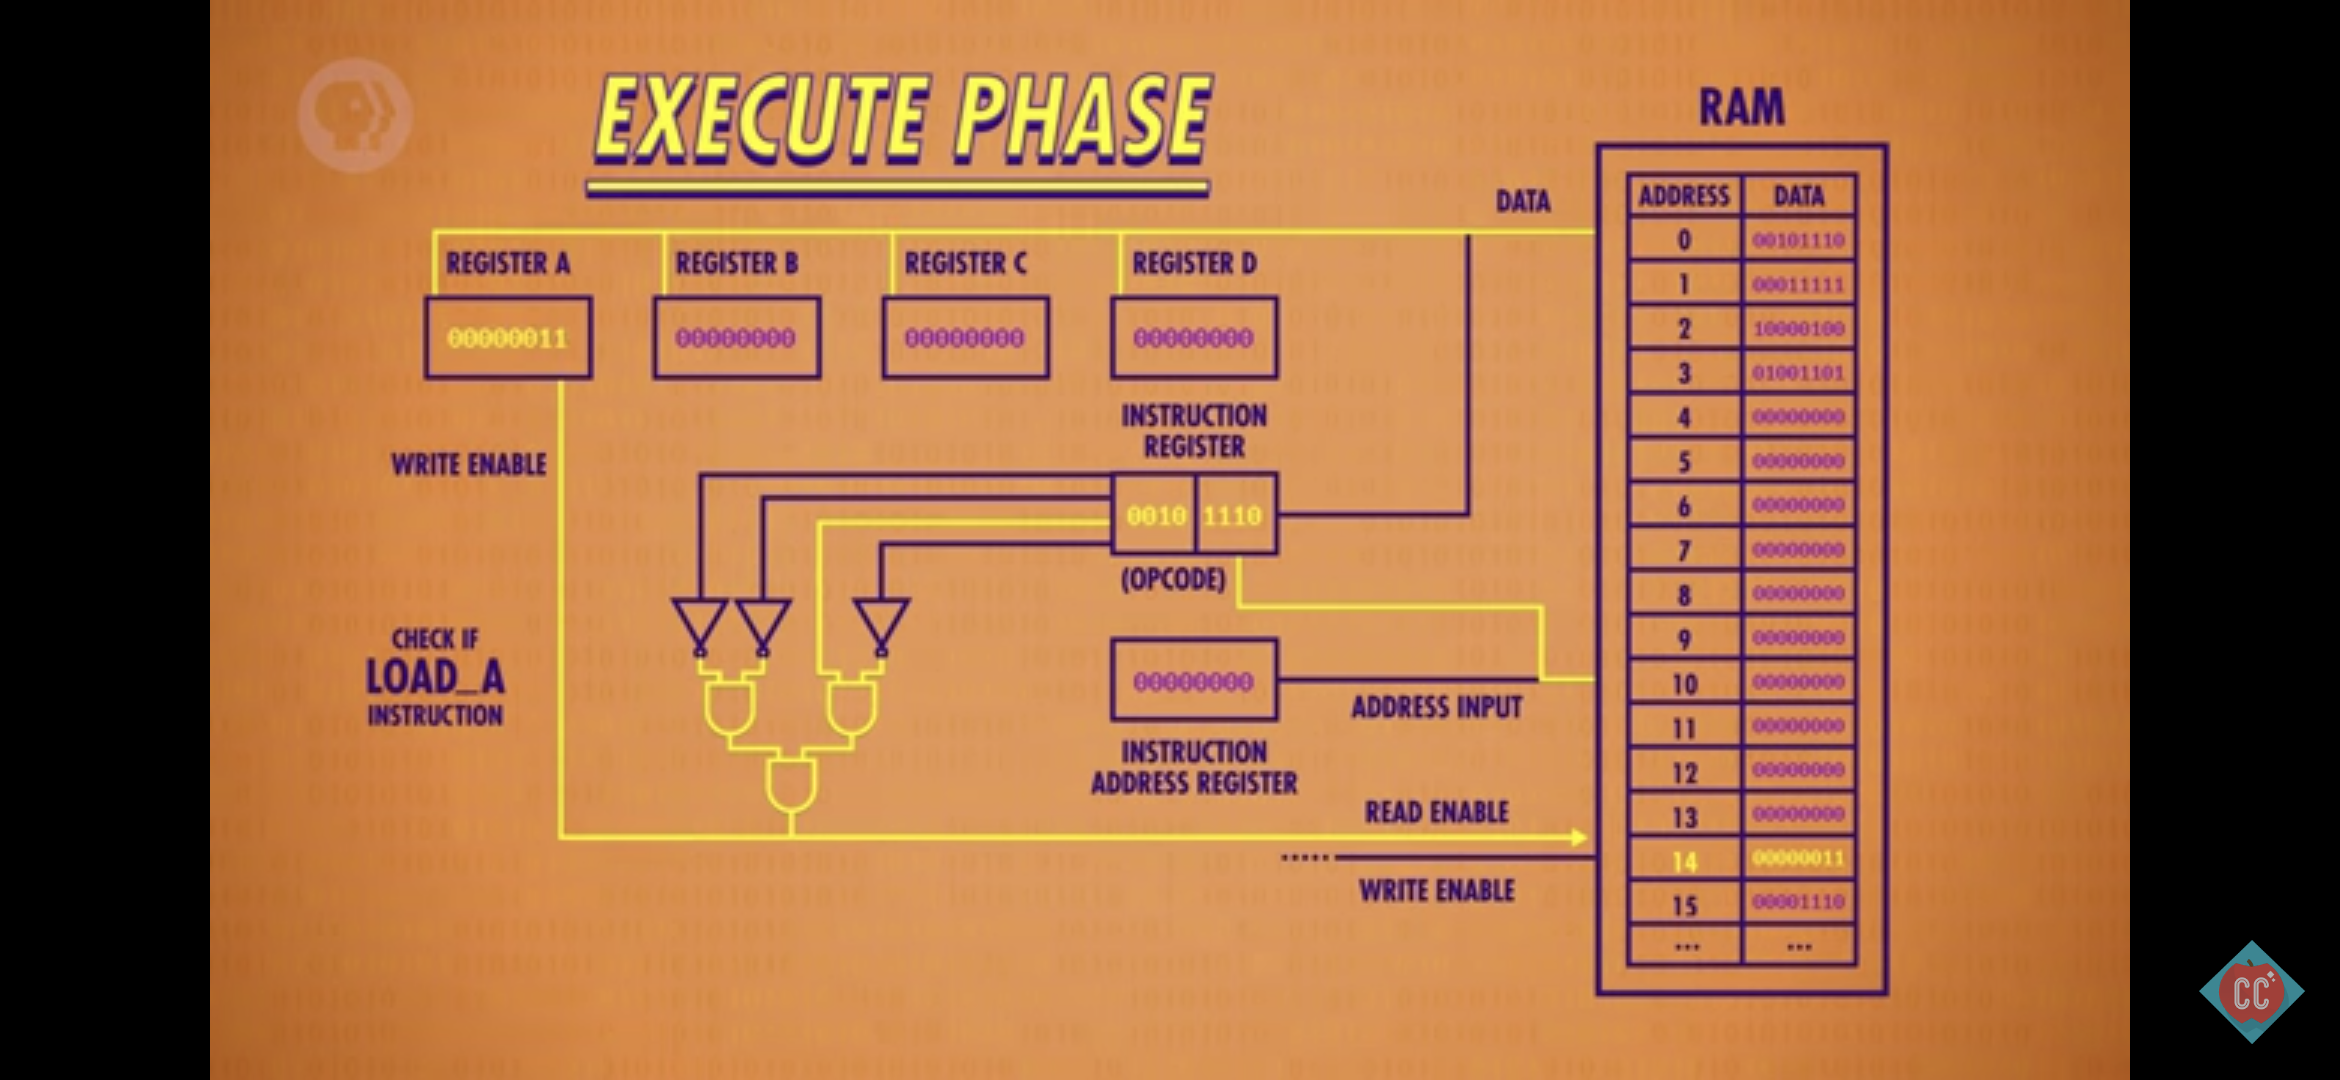 EXECUTE PHASE
RAM
DATA
ADDRESS DATA
0 00101110
1 00011111
2 10000100
3 01001101
4 00000000
5 00000000
6 00000000
7 00000000
8 00000000
9 00000000
10 00000000
11 00000000
12 00000000
13 00000000
14 00000011
15 00001110
... ...
REGISTER A
00000011
REGISTER B
00000000
REGISTER C
00000000
REGISTER D
00000000
INSTRUCTION
REGISTER
0010 1110
(OPCODE)
WRITE ENABLE
CHECK IF
LOAD_A
INSTRUCTION
00000000
ADDRESS INPUT
INSTRUCTION
ADDRESS REGISTER
READ ENABLE
WRITE ENABLE
CC